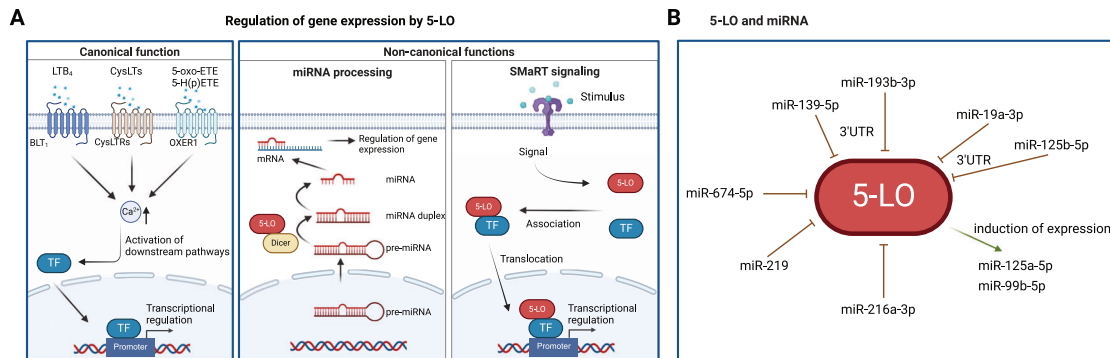 A
Regulation of gene expression by 5-LO
Canonical function
LTB₄
CysLTs
5-oxo-ETE
5-H(p)ETE
BLT₁
CysLTRs
OXER1
Ca²⁺
Activation of
downstream pathways
TF
Transcriptional
regulation
TF
Promoter
Non-canonical functions
miRNA processing
mRNA
Regulation of gene
expression
miRNA
miRNA duplex
5-LO
Dicer
pre-miRNA
pre-miRNA
SMaRT signaling
Stimulus
Signal
5-LO
5-LO
TF
Association
TF
Translocation
5-LO
TF
Transcriptional
regulation
Promoter
B
5-LO and miRNA
miR-193b-3p
miR-139-5p
miR-19a-3p
3'UTR
miR-125b-5p
3'UTR
miR-674-5p
5-LO
induction of expression
miR-219
miR-125a-5p
miR-99b-5p
miR-216a-3p